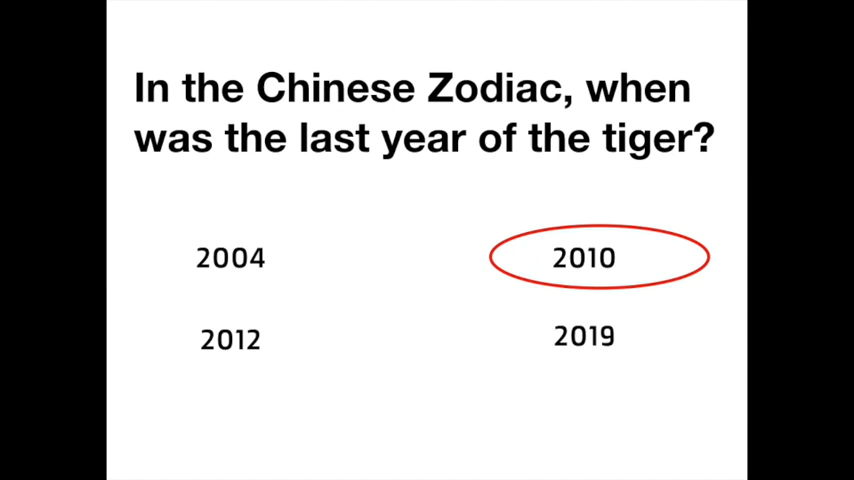 In the Chinese Zodiac, when
was the last year of the tiger?
2004
2010
2012
2019